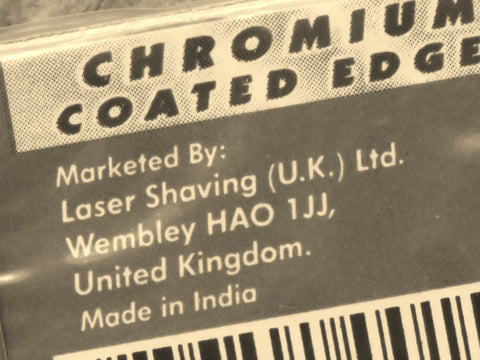 CHROMIUM
COATED EDGE
Marketed By:
Laser Shaving (U.K.) Ltd.
Wembley HAO 1JJ,
United Kingdom.
Made in India